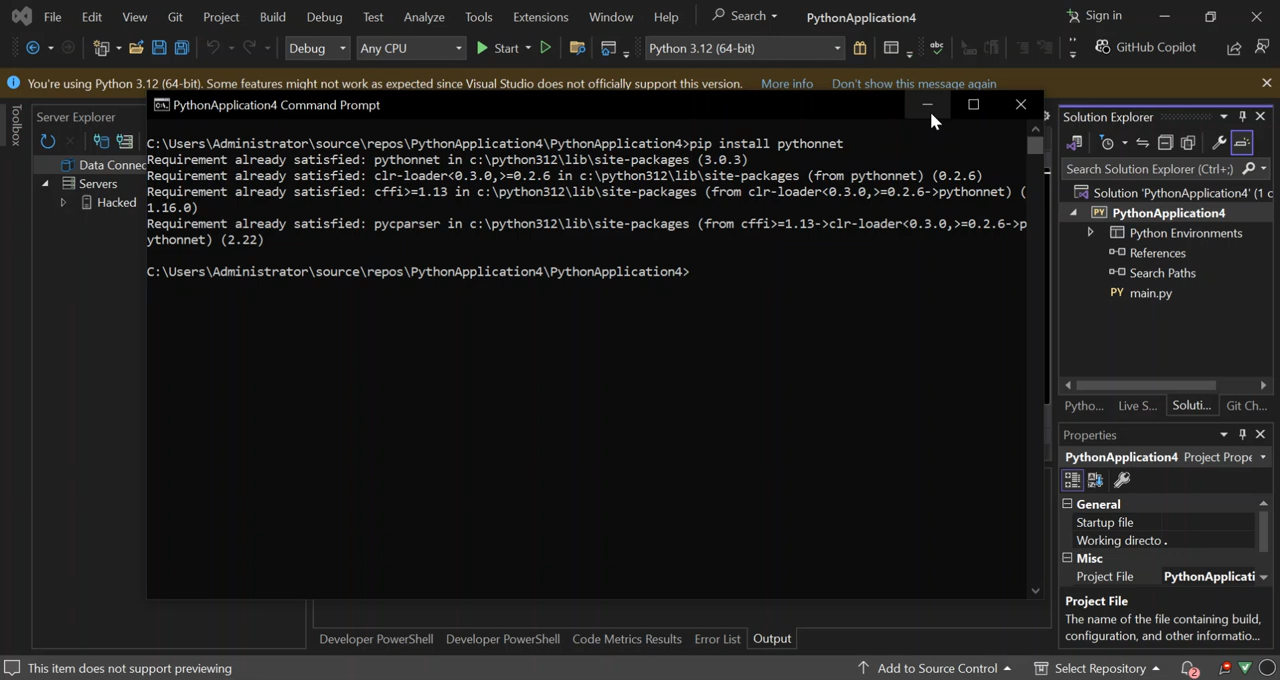 File Edit View Git Project Build Debug Test Analyze Tools Extensions Window Help Search PythonApplication4 Sign in
Debug Any CPU Start Python 3.12 (64-bit) abc GitHub Copilot
You're using Python 3.12 (64-bit). Some features might not work as expected since Visual Studio does not officially support this version. More info Don't show this message again
Toolbox
Server Explorer
Data Connec
Servers
Hacked
PythonApplication4 Command Prompt
C:\Users\Administrator\source\repos\PythonApplication4\PythonApplication4>pip install pythonnet
Requirement already satisfied: pythonnet in c:\python312\lib\site-packages (3.0.3)
Requirement already satisfied: clr-loader<0.3.0,>=0.2.6 in c:\python312\lib\site-packages (from pythonnet) (0.2.6)
Requirement already satisfied: cffi>=1.13 in c:\python312\lib\site-packages (from clr-loader<0.3.0,>=0.2.6->pythonnet) (
1.16.0)
Requirement already satisfied: pycparser in c:\python312\lib\site-packages (from cffi>=1.13->clr-loader<0.3.0,>=0.2.6->p
ythonnet) (2.22)
C:\Users\Administrator\source\repos\PythonApplication4\PythonApplication4>
Solution Explorer
Search Solution Explorer (Ctrl+;)
Solution 'PythonApplication4' (1 c
PY PythonApplication4
Python Environments
References
Search Paths
PY main.py
Pytho... Live S... Soluti... Git Ch...
Properties
PythonApplication4 Project Prope
General
Startup file
Working directo .
Misc
Project File PythonApplicati
Project File
The name of the file containing build,
configuration, and other informatio...
Developer PowerShell Developer PowerShell Code Metrics Results Error List Output
This item does not support previewing Add to Source Control Select Repository 2